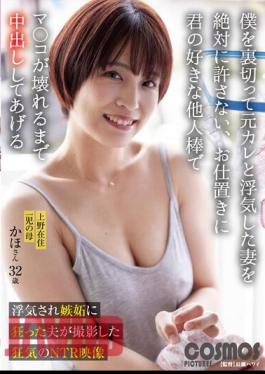 僕を裏切って元カレと浮気した妻を
絶対に許さない、お仕置きに
君の好きな他人棒で
マ〇コが壊れるまで
中出ししてあげる
上野在住
一児の母
かほさん
32歳
浮気され嫉妬に
狂った夫が撮影した
狂気のNTR映像
COSMOS